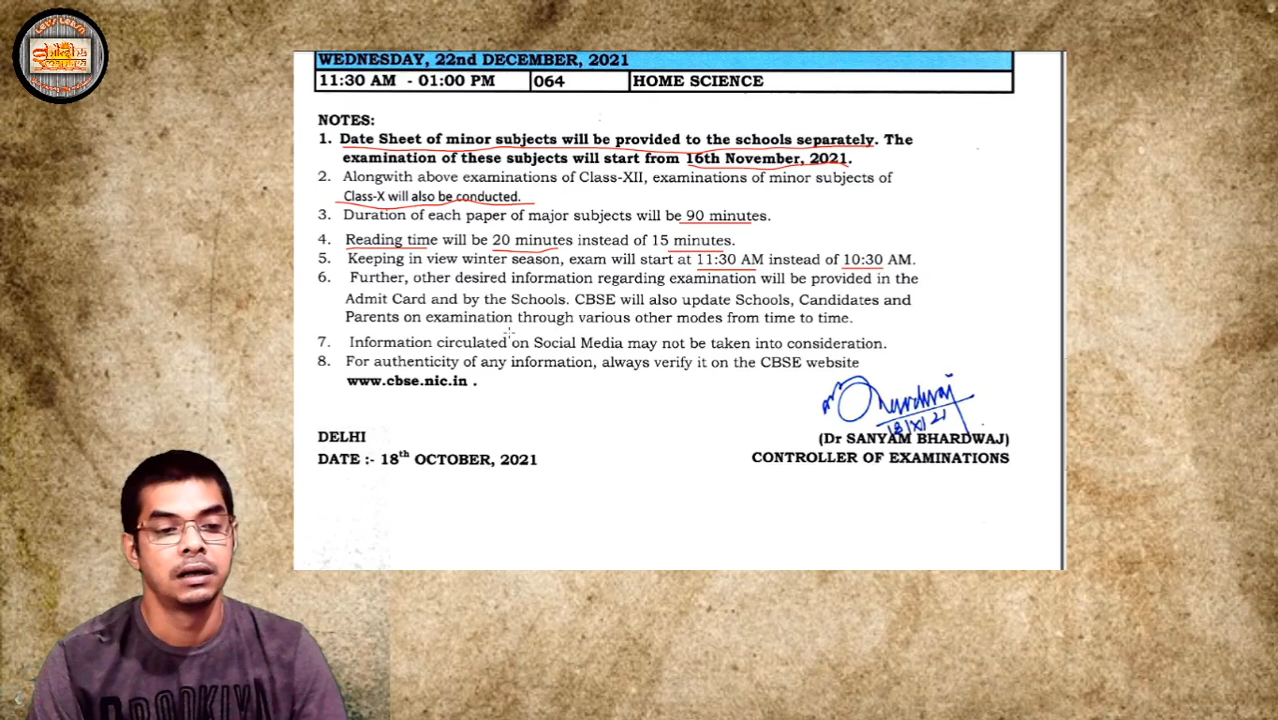 Let's Learn
WEDNESDAY, 22nd DECEMBER, 2021
11:30 AM - 01:00 PM 064 HOME SCIENCE
NOTES:
1. Date Sheet of minor subjects will be provided to the schools separately. The
examination of these subjects will start from 16th November, 2021.
2. Alongwith above examinations of Class-XII, examinations of minor subjects of
Class-X will also be conducted.
3. Duration of each paper of major subjects will be 90 minutes.
4. Reading time will be 20 minutes instead of 15 minutes.
5. Keeping in view winter season, exam will start at 11:30 AM instead of 10:30 AM.
6. Further, other desired information regarding examination will be provided in the
Admit Card and by the Schools. CBSE will also update Schools, Candidates and
Parents on examination through various other modes from time to time.
7. Information circulated on Social Media may not be taken into consideration.
8. For authenticity of any information, always verify it on the CBSE website
www.cbse.nic.in .
DELHI
DATE :- 18th OCTOBER, 2021
(Dr SANYAM BHARDWAJ)
CONTROLLER OF EXAMINATIONS
BROOKLYN